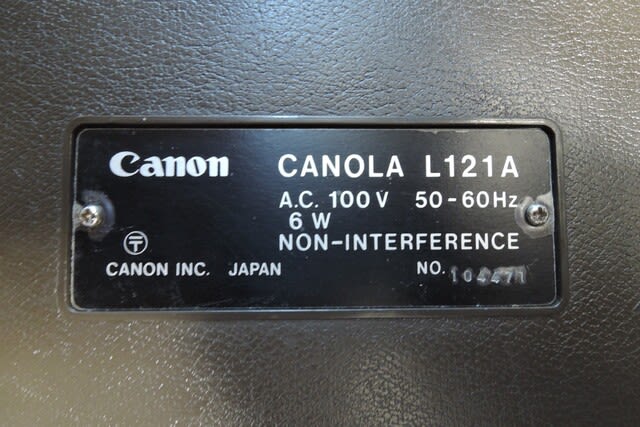 Canon CANOLA L121A
A.C. 100V 50-60Hz
6 W
NON-INTERFERENCE
CANON INC. JAPAN NO.